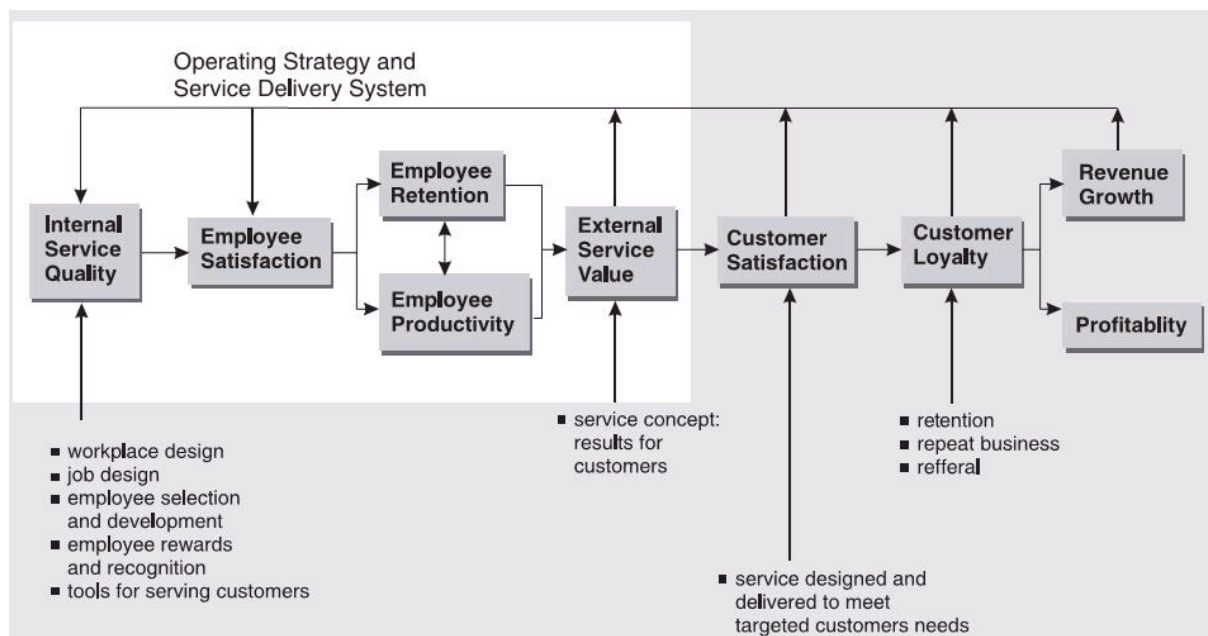 Operating Strategy and
Service Delivery System
Internal
Service
Quality
Employee
Satisfaction
Employee
Retention
Employee
Productivity
External
Service
Value
Customer
Satisfaction
Customer
Loyalty
Revenue
Growth
Profitablity
▪ workplace design
▪ job design
▪ employee selection
and development
▪ employee rewards
and recognition
▪ tools for serving customers
▪ service concept:
results for
customers
▪ service designed and
delivered to meet
targeted customers needs
▪ retention
▪ repeat business
▪ refferal